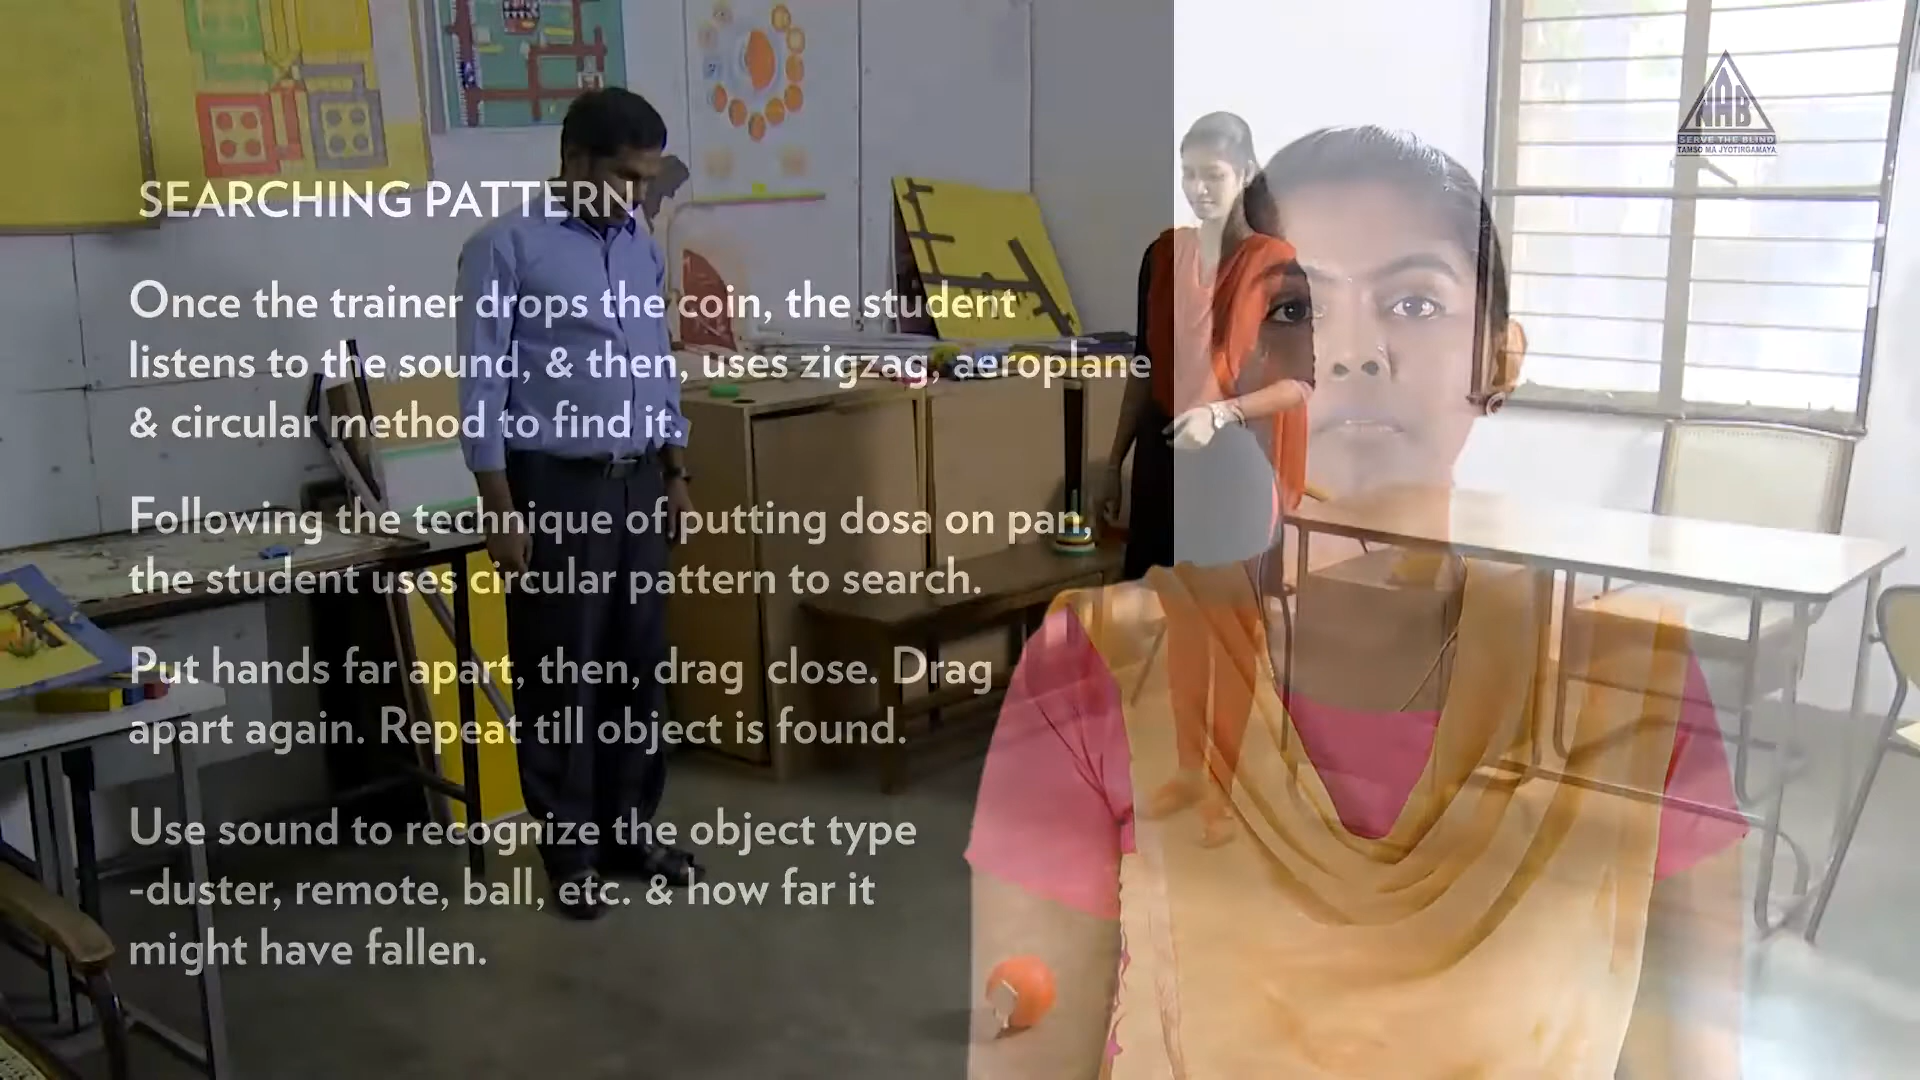 NAB
SERVE THE BLIND
TAMSO MA JYOTIRGAMAYA
SEARCHING PATTERN
Once the trainer drops the coin, the student
listens to the sound, & then, uses zigzag, aeroplane
& circular method to find it.
Following the technique of putting dosa on pan,
the student uses circular pattern to search.
Put hands far apart, then, drag close. Drag
apart again. Repeat till object is found.
Use sound to recognize the object type
-duster, remote, ball, etc. & how far it
might have fallen.